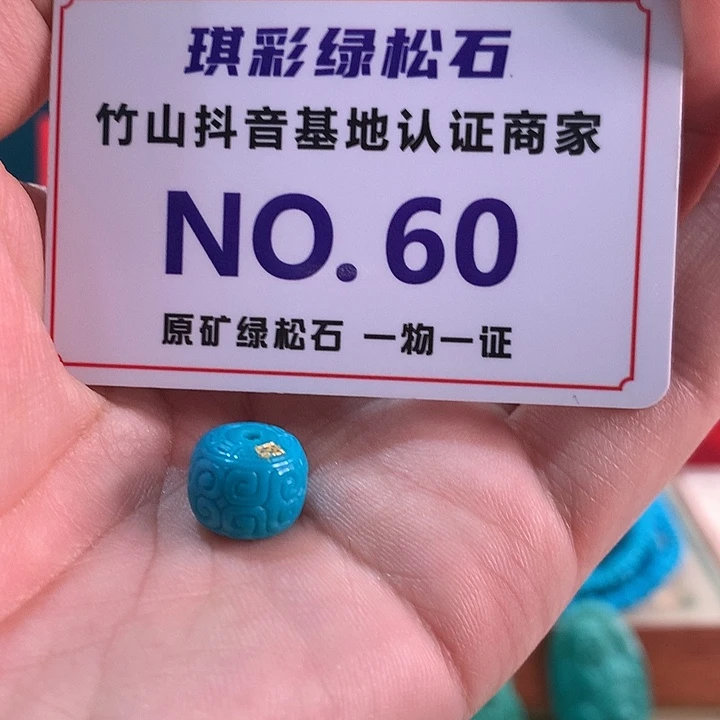 琪彩绿松石
竹山抖音基地认证商家
NO. 60
原矿绿松石 一物一证